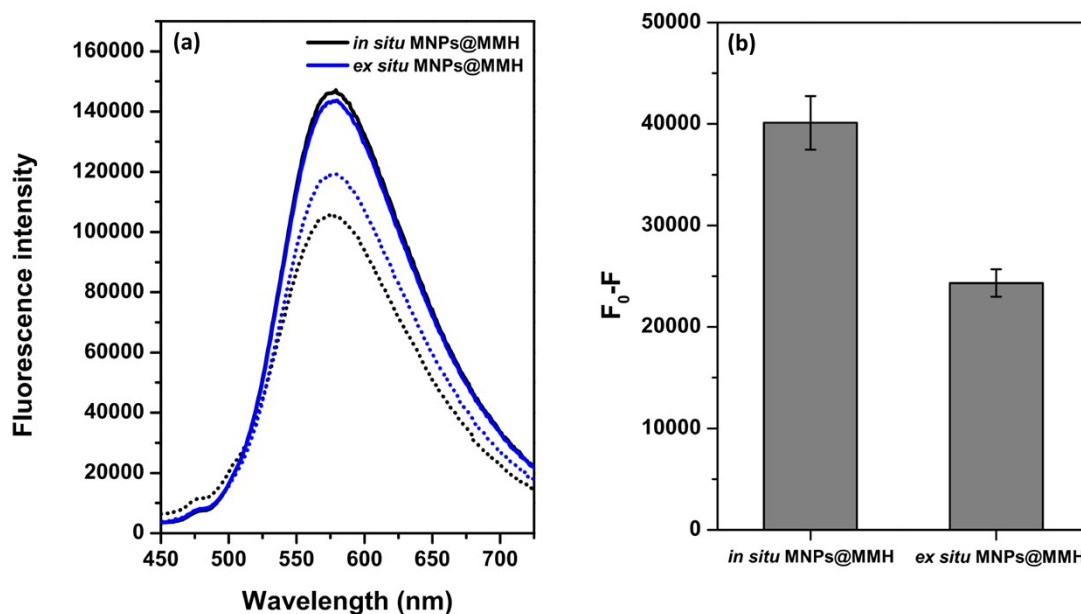 (a)
in situ MNPs@MMH
ex situ MNPs@MMH
160000
140000
120000
100000
80000
60000
40000
20000
0
Fluorescence intensity
450 500 550 600 650 700
Wavelength (nm)
(b)
50000
40000
30000
20000
10000
0
F₀-F
in situ MNPs@MMH ex situ MNPs@MMH